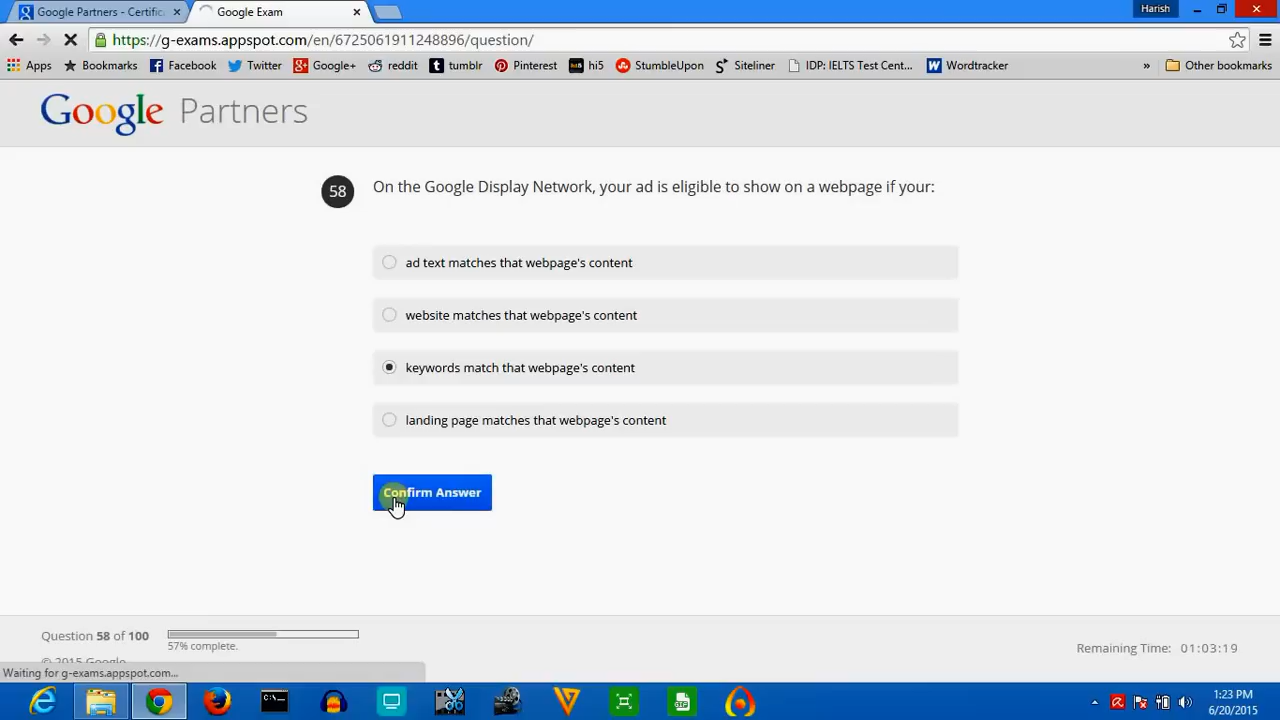 Google Partners - Certific
Google Exam
Harish
https://g-exams.appspot.com/en/6725061911248896/question/
Apps
Bookmarks
Facebook
Twitter
Google+
reddit
tumblr
Pinterest
hi5
StumbleUpon
Siteliner
IDP: IELTS Test Cent...
Wordtracker
»
Other bookmarks
Google Partners
58
On the Google Display Network, your ad is eligible to show on a webpage if your:
ad text matches that webpage's content
website matches that webpage's content
keywords match that webpage's content
landing page matches that webpage's content
Confirm Answer
Question 58 of 100
57% complete.
Remaining Time: 01:03:19
© 2015 Google
Waiting for g-exams.appspot.com...
1:23 PM
6/20/2015